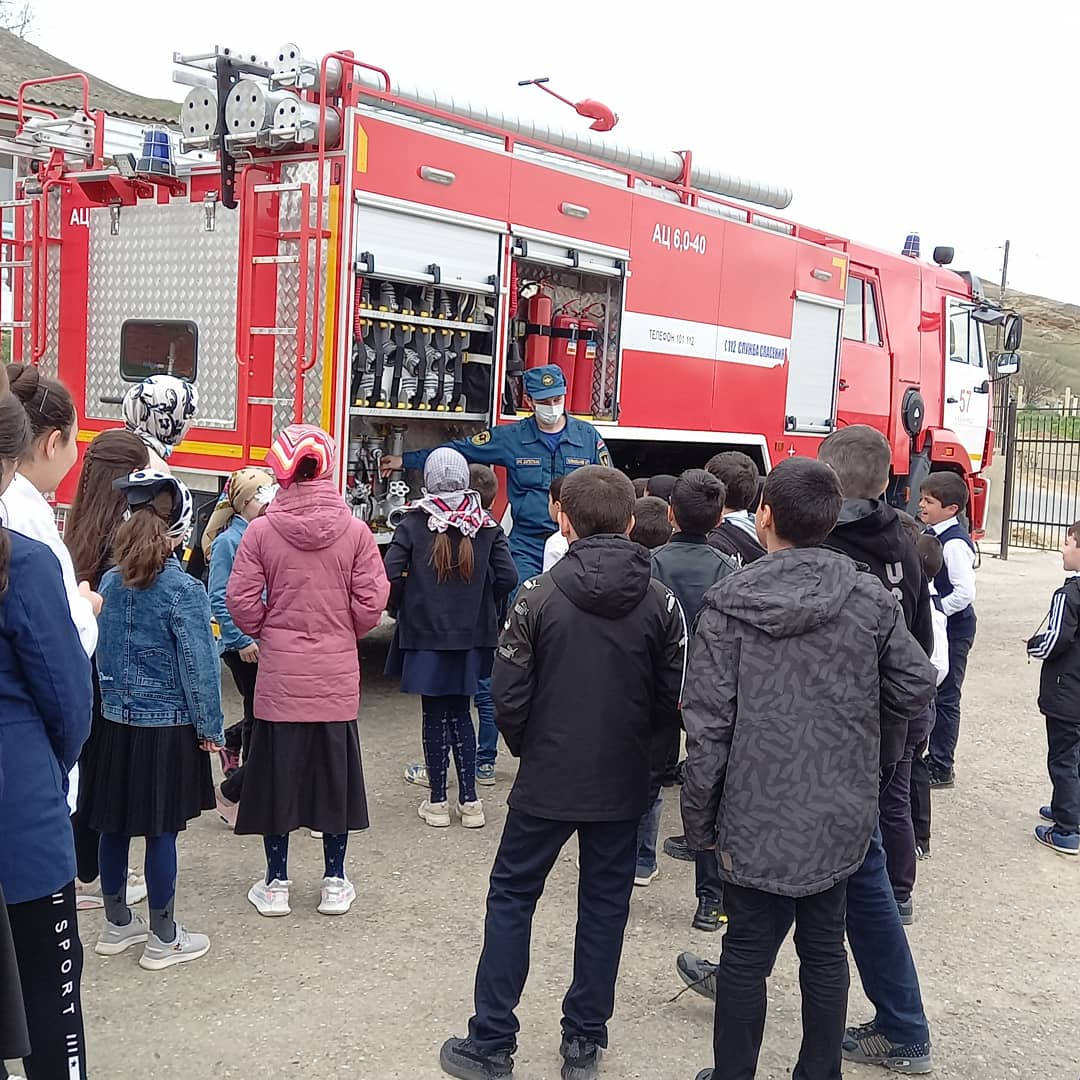 АЦ
АЦ 6,0-40
ТЕЛЕФОН 101 112
112 СЛУЖБА СПАСЕНИЯ
57
SPORT